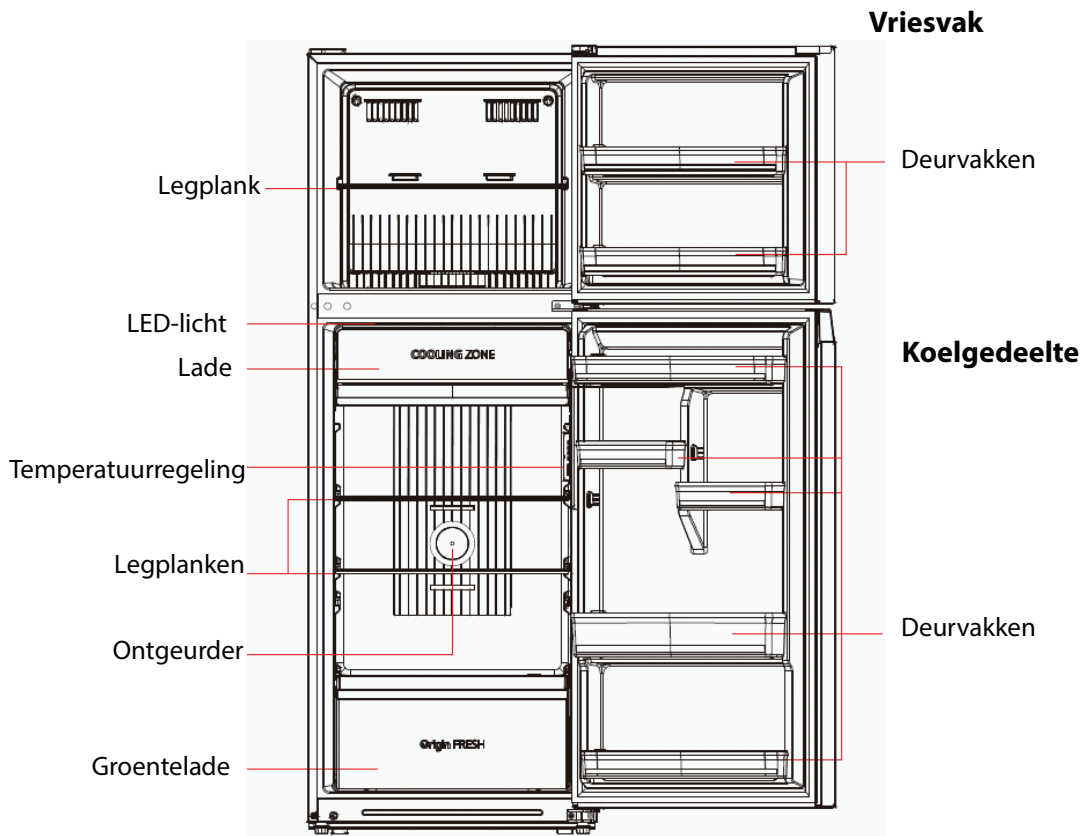 Vriesvak
Deurvakken
Legplank
LED-licht
COOLING ZONE
Koelgedeelte
Lade
Temperatuurregeling
Legplanken
Deurvakken
Ontgeurder
Origin FRESH
Groentelade